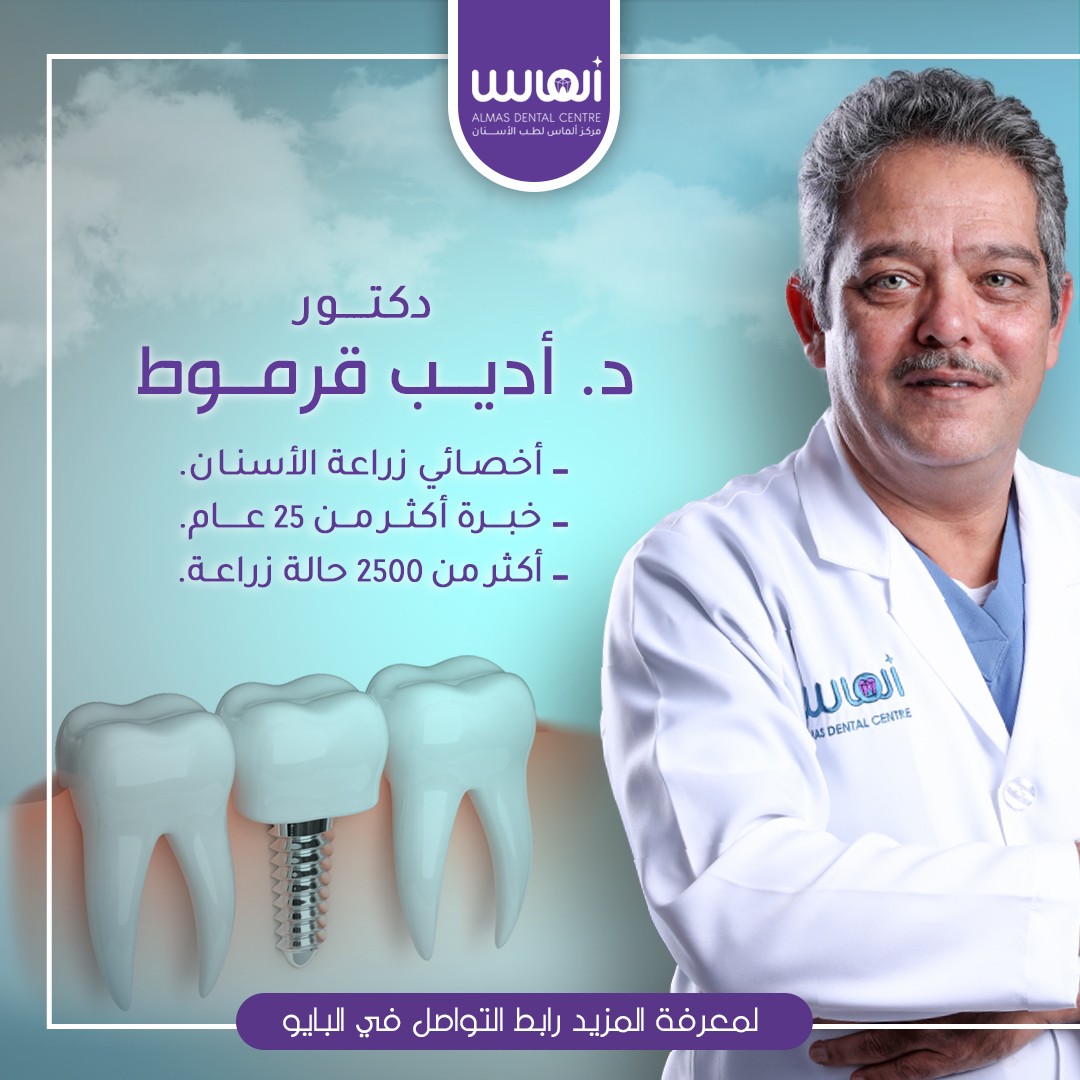 ألماس
ALMAS DENTAL CENTRE
مركز ألماس لطب الأسنان
دكتور
د. أديب قرموط
- أخصائي زراعة الأسنان.
- خبرة أكثر من 25 عام.
- أكثر من 2500 حالة زراعة.
ألماس
MAS DENTAL CENTRE
لمعرفة المزيد رابط التواصل في البايو